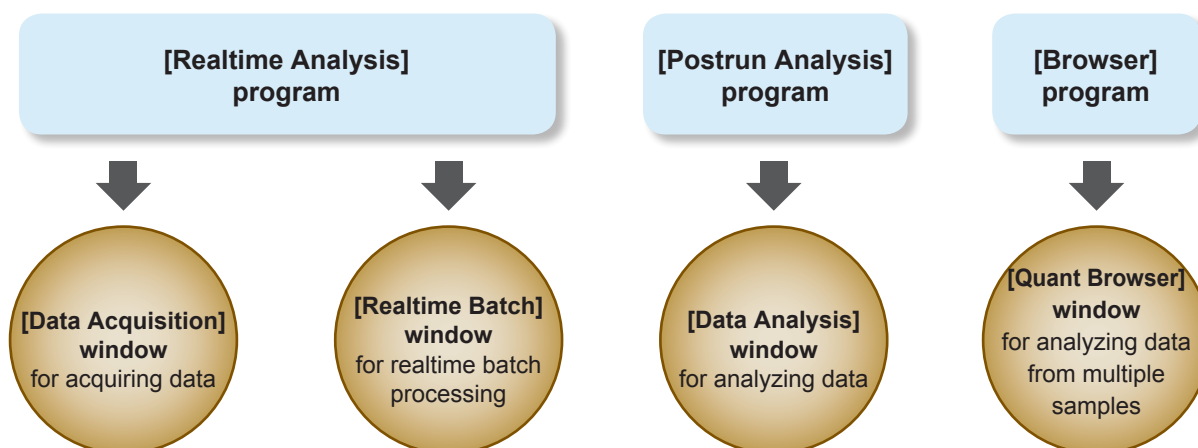 [Realtime Analysis]
program
[Postrun Analysis]
program
[Browser]
program
[Data Acquisition]
window
for acquiring data
[Realtime Batch]
window
for realtime batch
processing
[Data Analysis]
window
for analyzing data
[Quant Browser]
window
for analyzing data
from multiple
samples